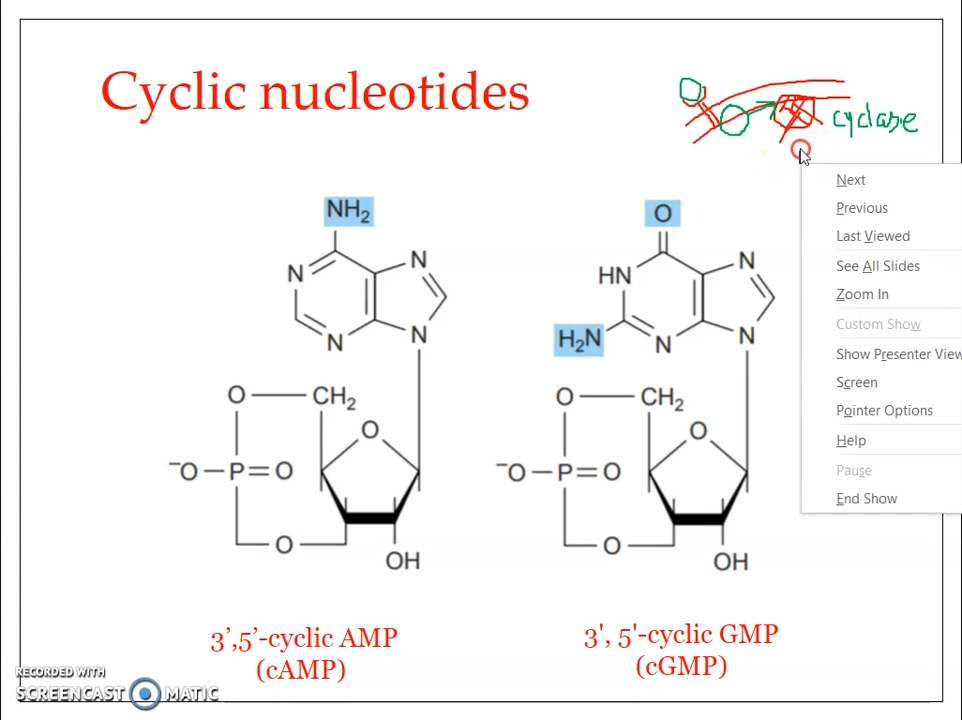 Cyclic nucleotides
cyclase
Next
Previous
Last Viewed
See All Slides
Zoom In
Custom Show
Show Presenter View
Screen
Pointer Options
Help
Pause
End Show
NH2
N
N
N
N
O
CH2
O
⁻O
P
O
O
OH
O
HN
N
H2N
N
N
O
CH2
O
⁻O
P
O
O
OH
3’,5’-cyclic AMP
(cAMP)
3', 5'-cyclic GMP
(cGMP)
RECORDED WITH
SCREENCAST MATIC